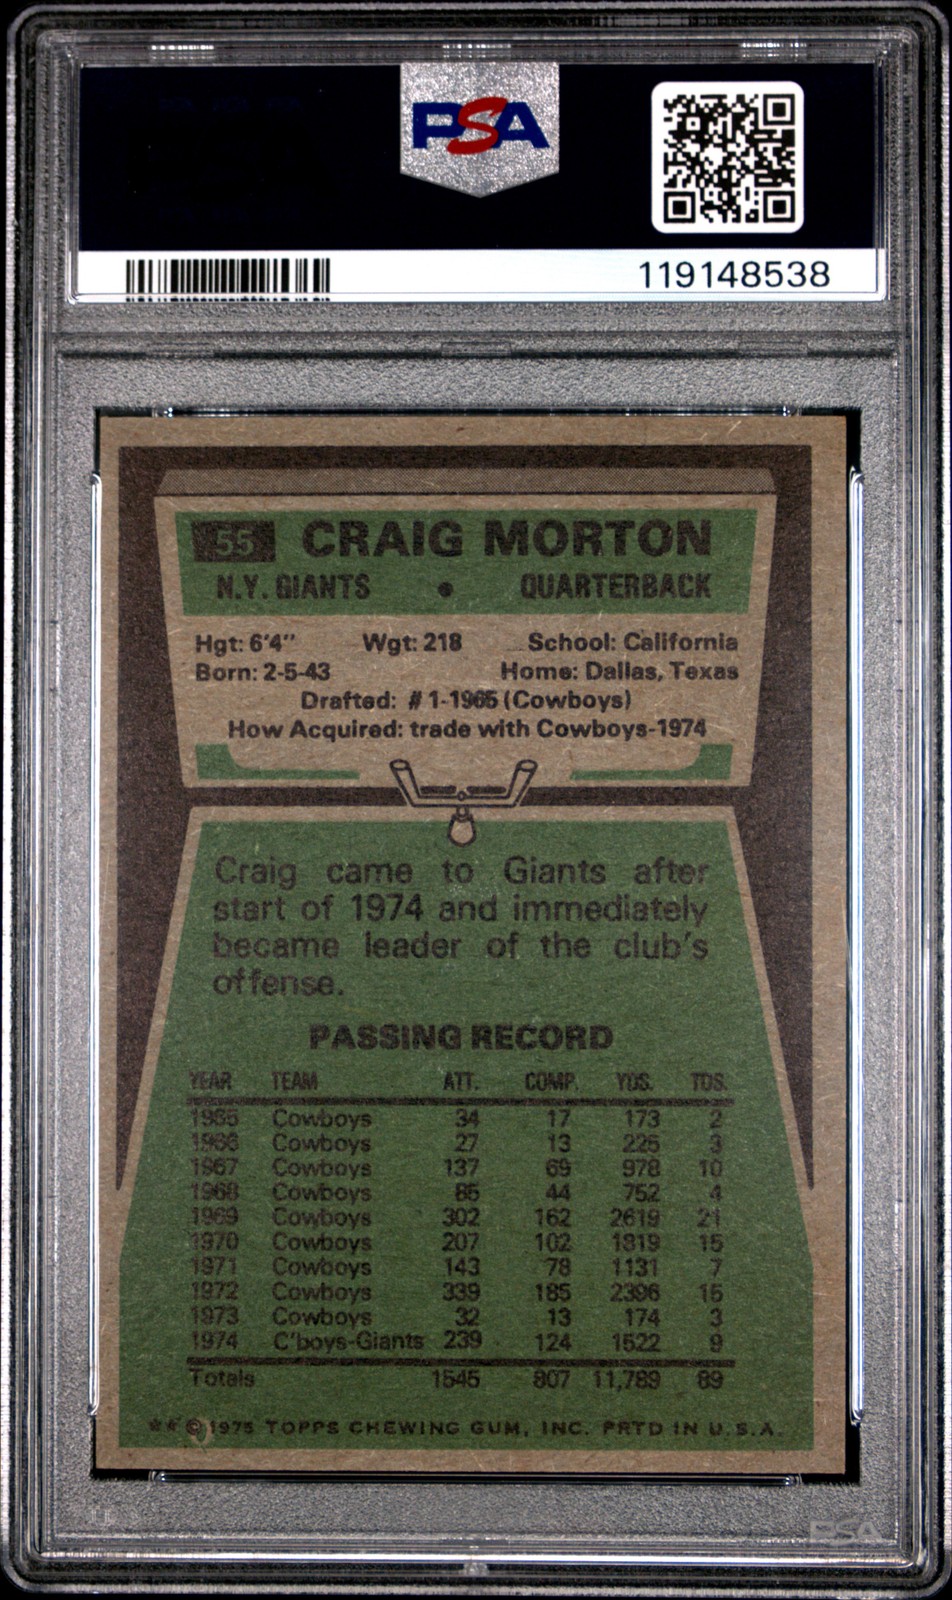 PSA
119148538
55 CRAIG MORTON
N.Y. GIANTS • QUARTERBACK
Hgt: 6'4" Wgt: 218 School: California
Born: 2-5-43 Home: Dallas, Texas
Drafted: #1-1965 (Cowboys)
How Acquired: trade with Cowboys-1974
Craig came to Giants after
start of 1974 and immediately
became leader of the club's
offense.
PASSING RECORD
YEAR TEAM ATT. COMP. YDS. TDS.
1965 Cowboys 34 17 173 2
1966 Cowboys 27 13 225 3
1967 Cowboys 137 69 978 10
1968 Cowboys 85 44 752 4
1969 Cowboys 302 162 2619 21
1970 Cowboys 207 102 1819 15
1971 Cowboys 143 78 1131 7
1972 Cowboys 339 185 2396 15
1973 Cowboys 32 13 174 3
1974 C'boys-Giants 239 124 1522 9
Totals 1545 807 11,789 89
** © 1975 TOPPS CHEWING GUM, INC. PRTD IN U.S.A.
PSA